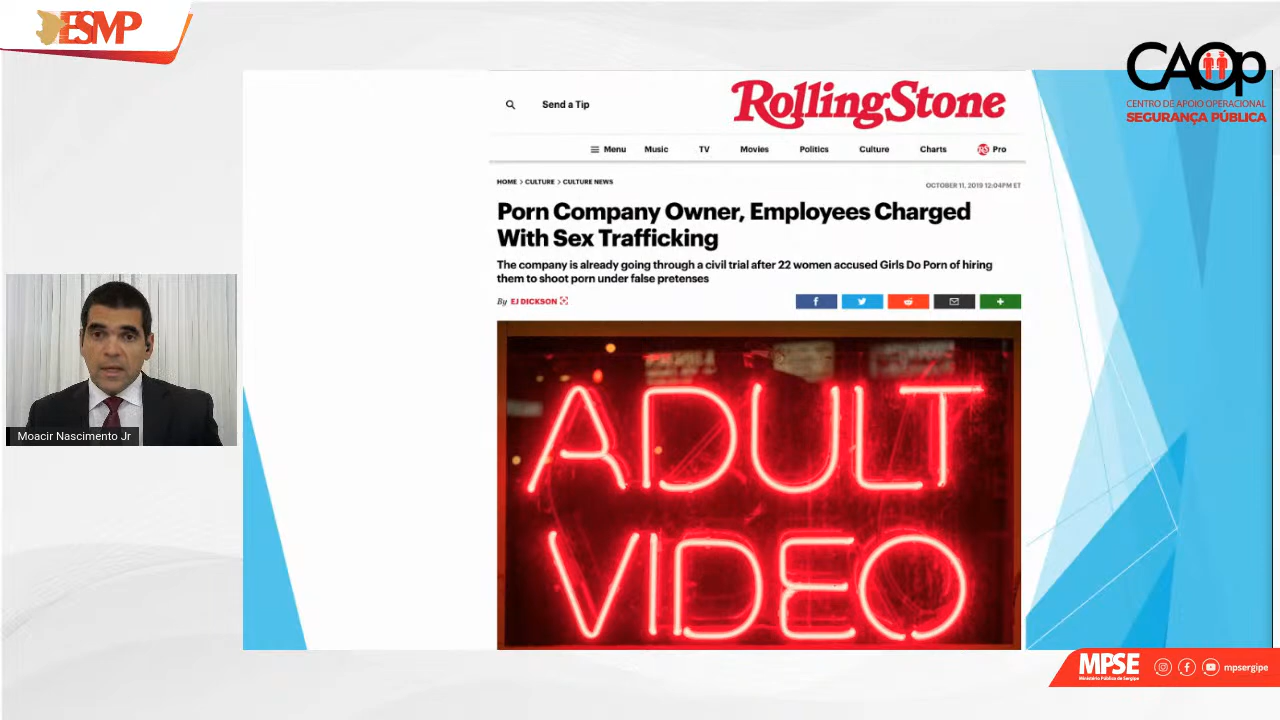 ESMP
CAOp
CENTRO DE APOIO OPERACIONAL
SEGURANÇA PÚBLICA
Send a Tip
RollingStone
Menu Music TV Movies Politics Culture Charts RS Pro
HOME > CULTURE > CULTURE NEWS
OCTOBER 11, 2019 12:04PM ET
Porn Company Owner, Employees Charged
With Sex Trafficking
The company is already going through a civil trial after 22 women accused Girls Do Porn of hiring
them to shoot porn under false pretenses
By EJ DICKSON
ADULT
VIDEO
Moacir Nascimento Jr
MPSE
Ministério Público de Sergipe
mpsergipe